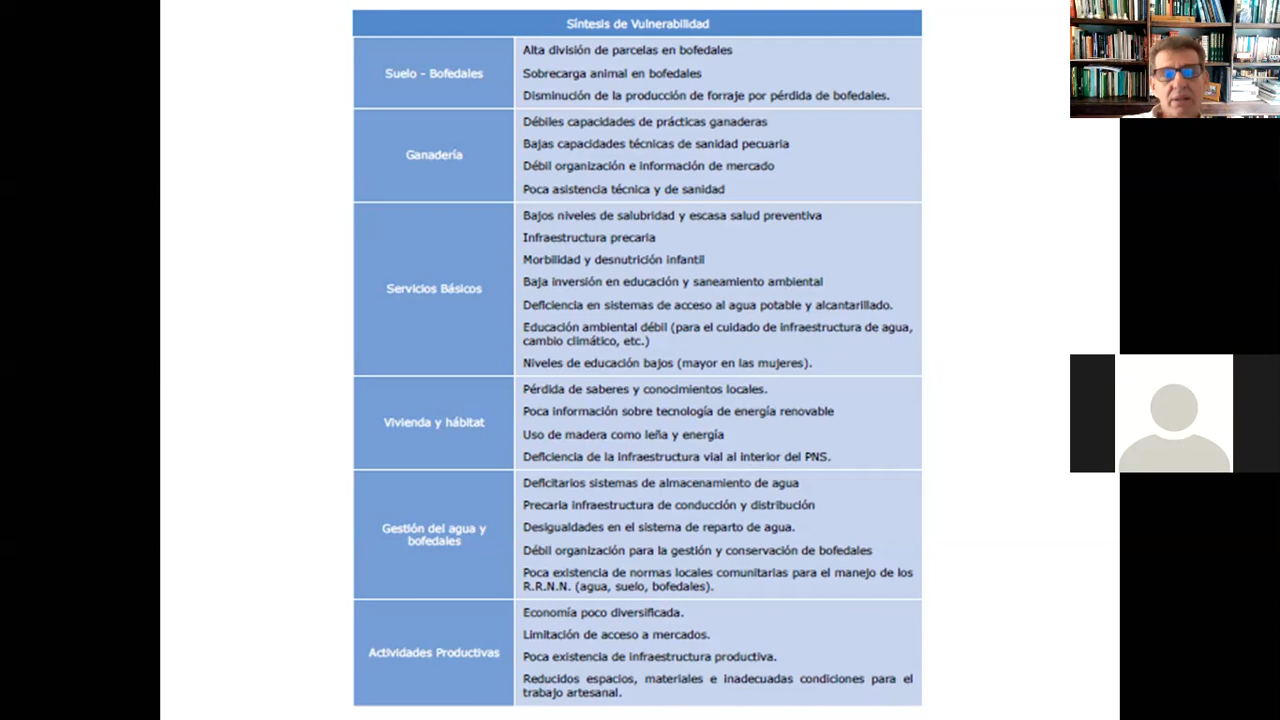 Síntesis de Vulnerabilidad
Suelo - Bofedales
Alta división de parcelas en bofedales
Sobrecarga animal en bofedales
Disminución de la producción de forraje por pérdida de bofedales.
Ganadería
Débiles capacidades de prácticas ganaderas
Bajas capacidades técnicas de sanidad pecuaria
Débil organización e información de mercado
Poca asistencia técnica y de sanidad
Servicios Básicos
Bajos niveles de salubridad y escasa salud preventiva
Infraestructura precaria
Morbilidad y desnutrición infantil
Baja inversión en educación y saneamiento ambiental
Deficiencia en sistemas de acceso al agua potable y alcantarillado.
Educación ambiental débil (para el cuidado de infraestructura de agua,
cambio climático, etc.)
Niveles de educación bajos (mayor en las mujeres).
Vivienda y hábitat
Pérdida de saberes y conocimientos locales.
Poca información sobre tecnología de energía renovable
Uso de madera como leña y energía
Deficiencia de la infraestructura vial al interior del PNS.
Gestión del agua y
bofedales
Deficitarios sistemas de almacenamiento de agua
Precaria infraestructura de conducción y distribución
Desigualdades en el sistema de reparto de agua.
Débil organización para la gestión y conservación de bofedales
Poca existencia de normas locales comunitarias para el manejo de los
R.R.N.N. (agua, suelo, bofedales).
Actividades Productivas
Economía poco diversificada.
Limitación de acceso a mercados.
Poca existencia de infraestructura productiva.
Reducidos espacios, materiales e inadecuadas condiciones para el
trabajo artesanal.